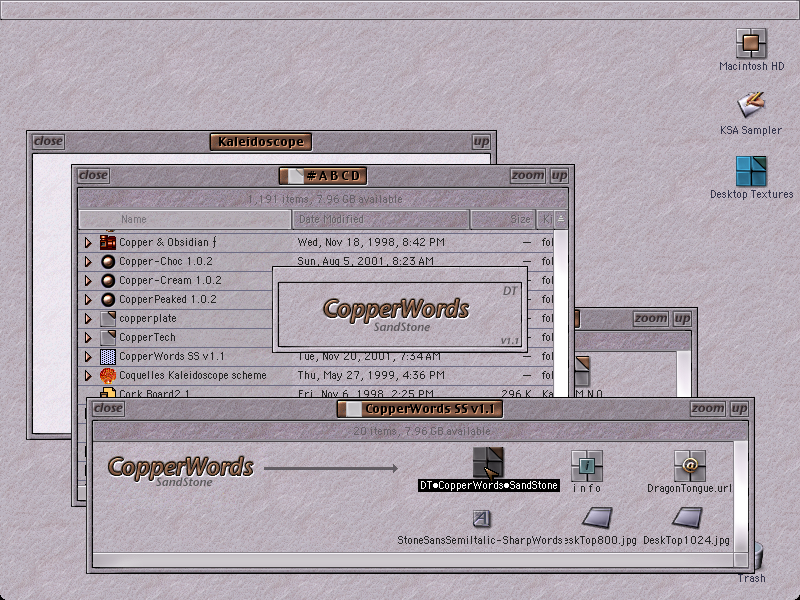 Macintosh HD
KSA Sampler
Desktop Textures
close Kaleidoscope up
close #ABCD zoom up
1,191 items, 7.96 GB available
Name Date Modified Size Ki
Copper & Obsidian ƒ Wed, Nov 18, 1998, 8:42 PM — fol
Copper-Choc 1.0.2 Sun, Aug 5, 2001, 8:23 AM — fol
Copper-Cream 1.0.2 fol
CopperPeaked 1.0.2 fol
copperplate fol
CopperTech fol
CopperWords SS v1.1 Tue, Nov 20, 2001, 7:34 AM — fol
Coquelles Kaleidoscope scheme Thu, May 27, 1999, 4:36 PM — fol
Cork Board2.1 Fri, Nov 6, 1998, 2:25 PM 296 K Ka
DT
CopperWords
SandStone
v1.1
zoom up
M N O
close CopperWords SS v1.1 zoom up
20 items, 7.96 GB available
CopperWords
SandStone
DT•CopperWords•SandStone
info
DragonTongue.url
StoneSansSemiItalic-SharpWords
eskTop800.jpg
DeskTop1024.jpg
Trash